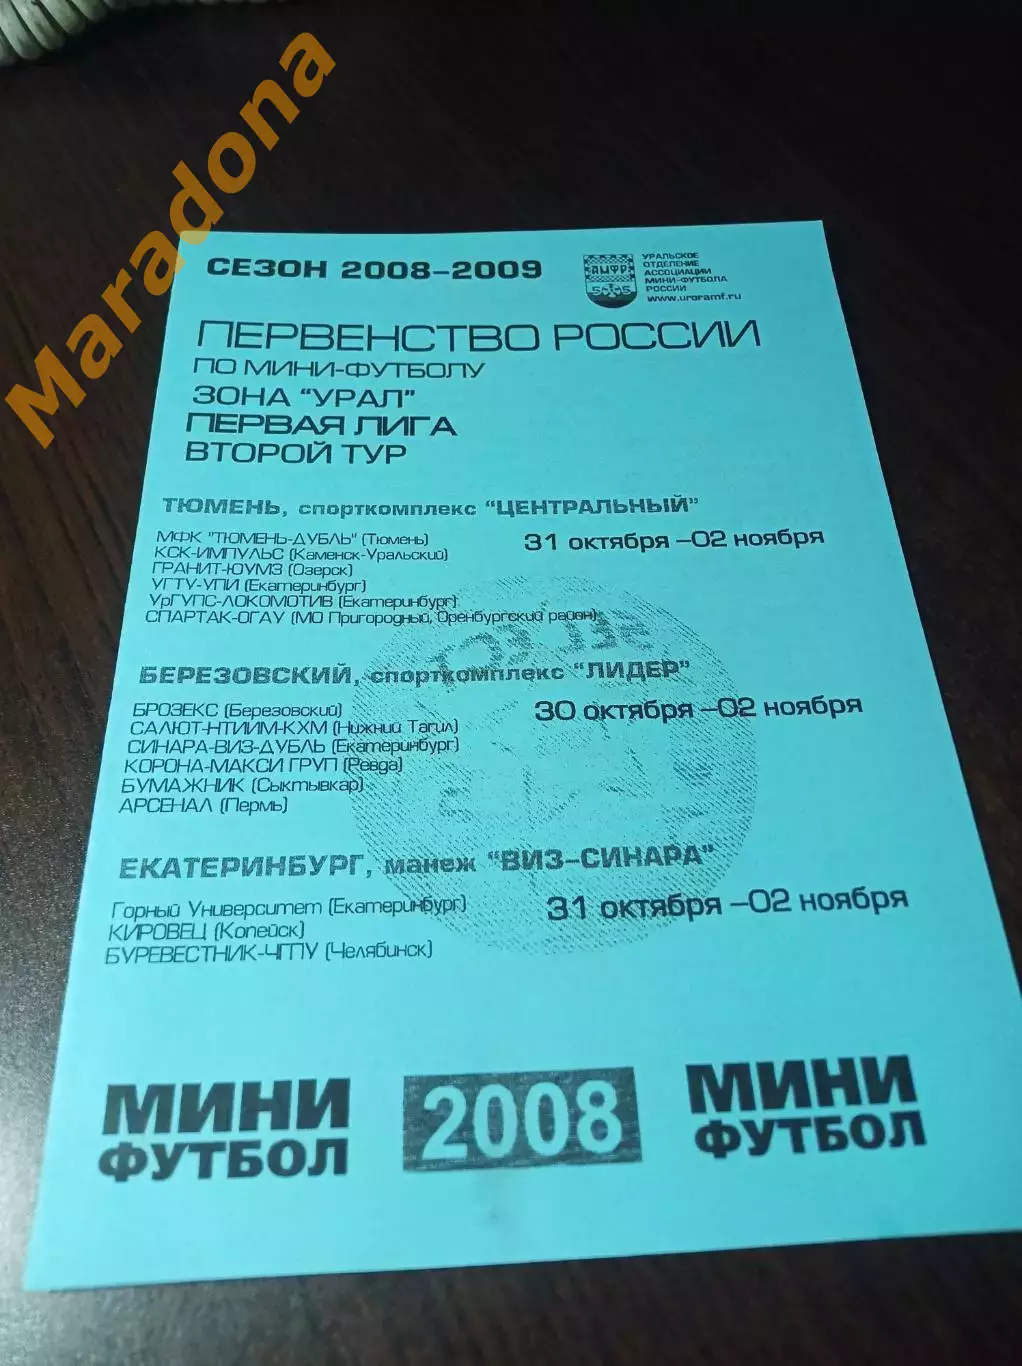 Maradona
СЕЗОН 2008-2009
АМФР
УРАЛЬСКОЕ
ОТДЕЛЕНИЕ
АССОЦИАЦИИ
МИНИ-ФУТБОЛА
РОССИИ
www.uroramf.ru
ПЕРВЕНСТВО РОССИИ
ПО МИНИ-ФУТБОЛУ
ЗОНА "УРАЛ"
ПЕРВАЯ ЛИГА
ВТОРОЙ ТУР
ТЮМЕНЬ, спорткомплекс "ЦЕНТРАЛЬНЫЙ"
31 октября -02 ноября
МФК "ТЮМЕНЬ-ДУБЛЬ" (Тюмень)
КСК-ИМПУЛЬС (Каменск-Уральский)
ГРАНИТ-ЮУМЗ (Озерск)
УГТУ-УПИ (Екатеринбург)
УрГУПС-ЛОКОМОТИВ (Екатеринбург)
СПАРТАК-ОГАУ (МО Пригородный, Оренбургский район)
БЕРЕЗОВСКИЙ, спорткомплекс "ЛИДЕР"
30 октября -02 ноября
БРОЗЕКС (Березовский)
САЛЮТ-НТИИМ-КХМ (Нижний Тагил)
СИНАРА-ВИЗ-ДУБЛЬ (Екатеринбург)
КОРОНА-МАКСИ ГРУП (Ревда)
БУМАЖНИК (Сыктывкар)
АРСЕНАЛ (Пермь)
ЕКАТЕРИНБУРГ, манеж "ВИЗ-СИНАРА"
31 октября -02 ноября
Горный Университет (Екатеринбург)
КИРОВЕЦ (Копейск)
БУРЕВЕСТНИК-ЧГПУ (Челябинск)
МИНИ
ФУТБОЛ
2008
МИНИ
ФУТБОЛ